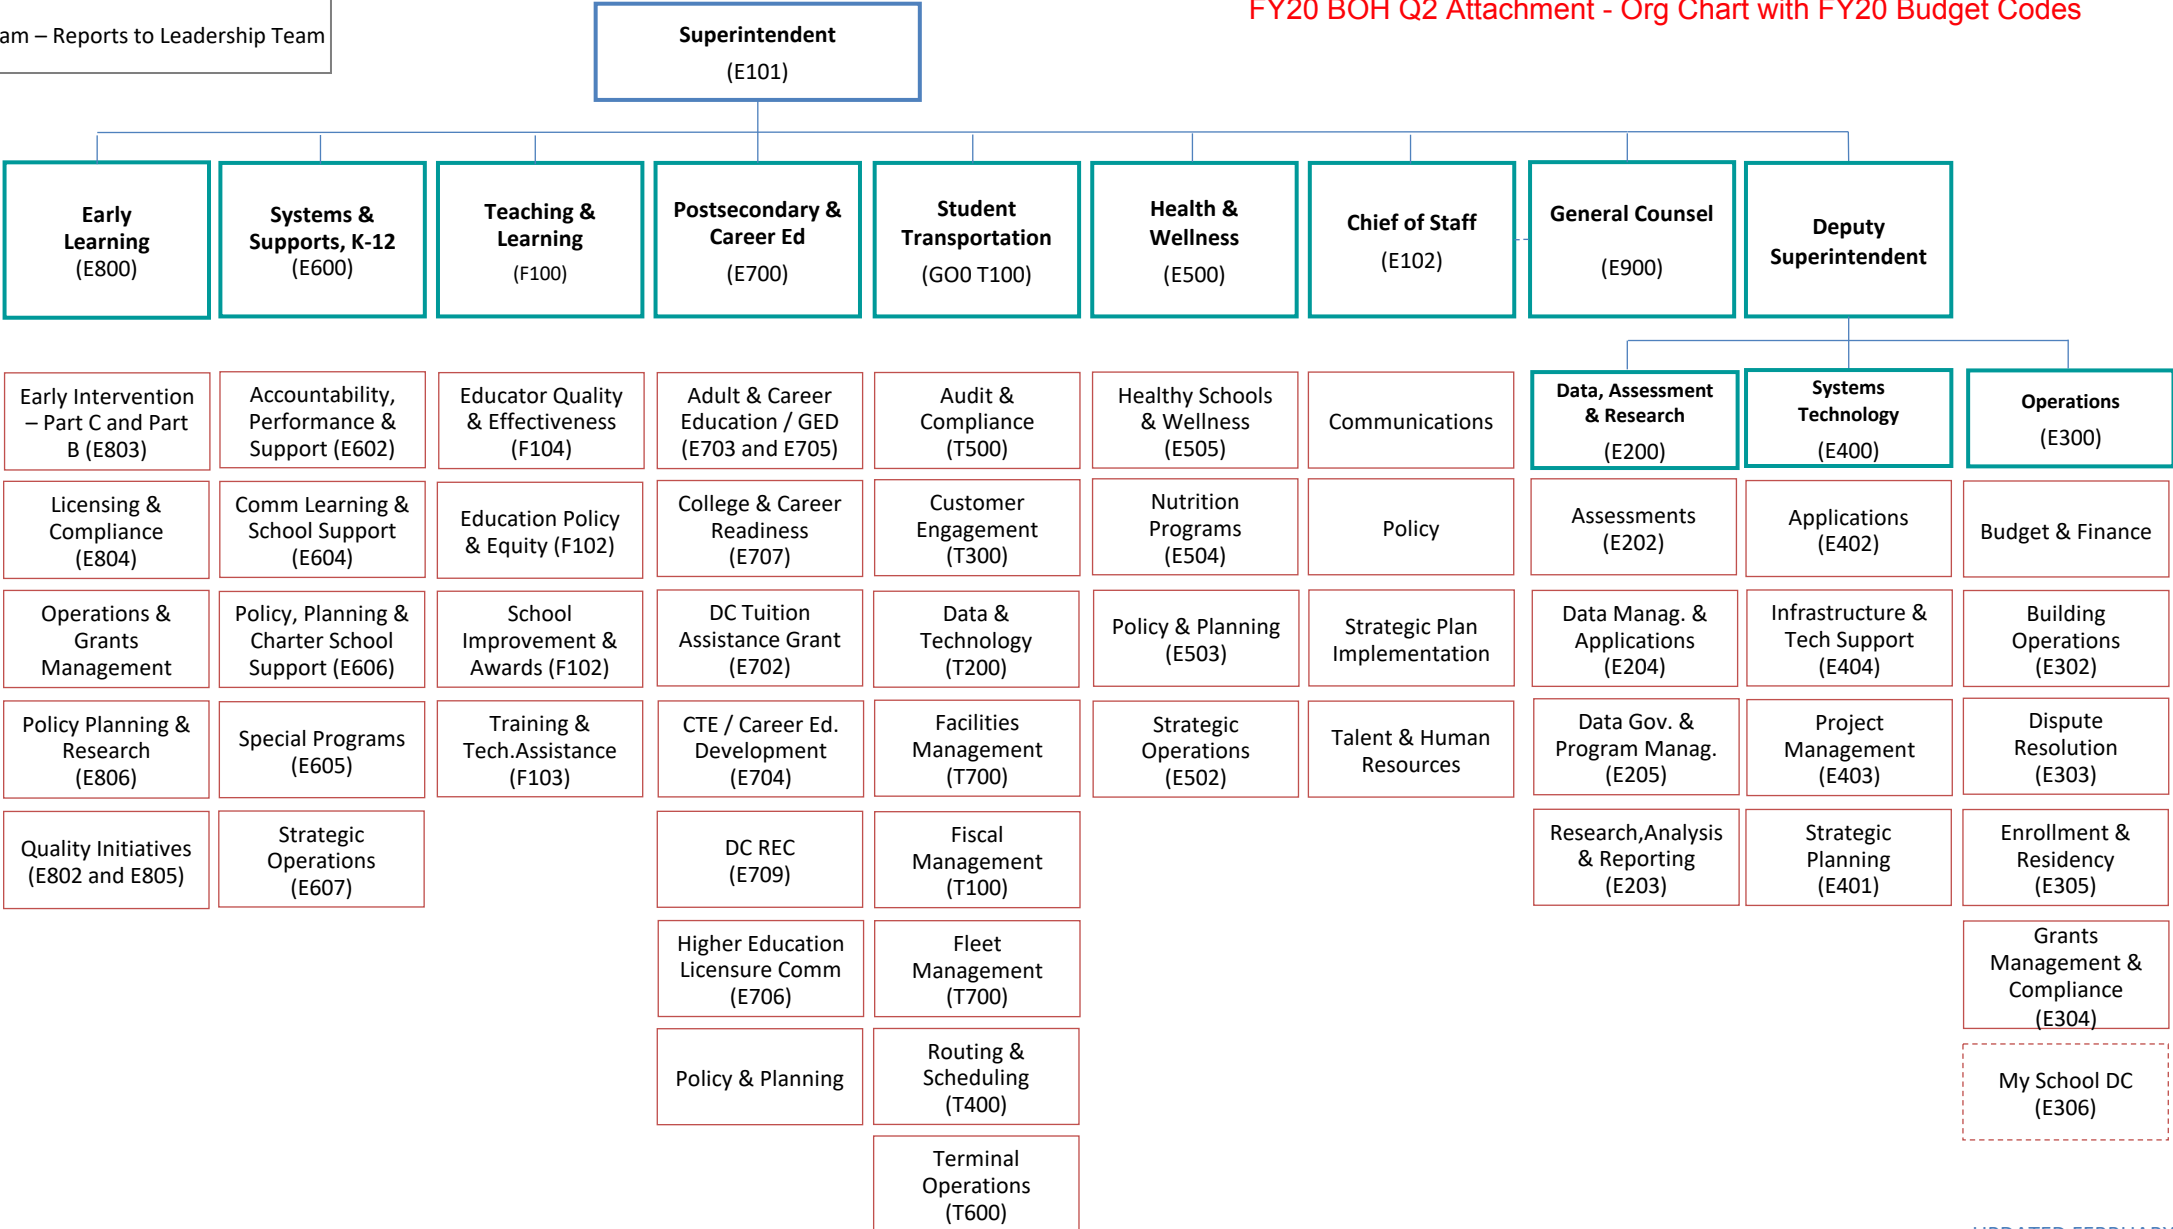 FY20 BOH Q2 Attachment - Org Chart with FY20 Budget Codes
– Reports to Leadership Team
Superintendent
(E101)
Early
Learning
(E800)
Systems &
Supports, K-12
(E600)
Teaching &
Learning
(F100)
Postsecondary &
Career Ed
(E700)
Student
Transportation
(GO0 T100)
Health &
Wellness
(E500)
Chief of Staff
(E102)
General Counsel
(E900)
Deputy
Superintendent
Early Intervention
– Part C and Part
B (E803)
Licensing &
Compliance
(E804)
Operations &
Grants
Management
Policy Planning &
Research
(E806)
Quality Initiatives
(E802 and E805)
Accountability,
Performance &
Support (E602)
Comm Learning &
School Support
(E604)
Policy, Planning &
Charter School
Support (E606)
Special Programs
(E605)
Strategic
Operations
(E607)
Educator Quality
& Effectiveness
(F104)
Education Policy
& Equity (F102)
School
Improvement &
Awards (F102)
Training &
Tech.Assistance
(F103)
Adult & Career
Education / GED
(E703 and E705)
College & Career
Readiness
(E707)
DC Tuition
Assistance Grant
(E702)
CTE / Career Ed.
Development
(E704)
DC REC
(E709)
Higher Education
Licensure Comm
(E706)
Policy & Planning
Audit &
Compliance
(T500)
Customer
Engagement
(T300)
Data &
Technology
(T200)
Facilities
Management
(T700)
Fiscal
Management
(T100)
Fleet
Management
(T700)
Routing &
Scheduling
(T400)
Terminal
Operations
(T600)
Healthy Schools
& Wellness
(E505)
Nutrition
Programs
(E504)
Policy & Planning
(E503)
Strategic
Operations
(E502)
Communications
Policy
Strategic Plan
Implementation
Talent & Human
Resources
Data, Assessment
& Research
(E200)
Assessments
(E202)
Data Manag. &
Applications
(E204)
Data Gov. &
Program Manag.
(E205)
Research,Analysis
& Reporting
(E203)
Systems
Technology
(E400)
Applications
(E402)
Infrastructure &
Tech Support
(E404)
Project
Management
(E403)
Strategic
Planning
(E401)
Operations
(E300)
Budget & Finance
Building
Operations
(E302)
Dispute
Resolution
(E303)
Enrollment &
Residency
(E305)
Grants
Management &
Compliance
(E304)
My School DC
(E306)